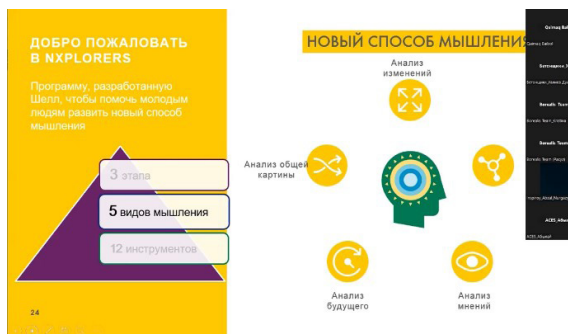 ДОБРО ПОЖАЛОВАТЬ
В NXPLORERS
Программу, разработанную
Шелл, чтобы помочь молодым
людям развить новый способ
мышления
3 этапа
5 видов мышления
12 инструментов
24
НОВЫЙ СПОСОБ МЫШЛЕНИЯ
Анализ
изменений
Анализ общей
картины
Анализ
будущего
Анализ
мнений